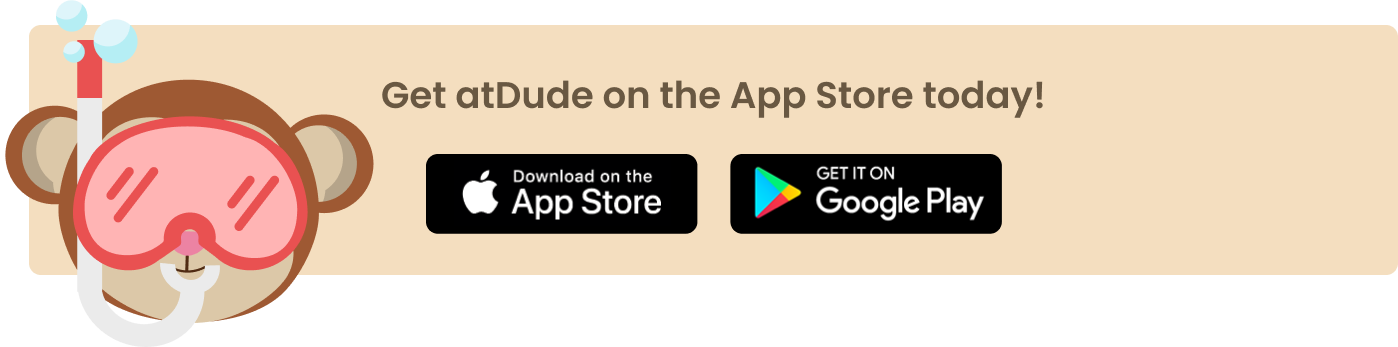 Get atDude on the App Store today!
Download on the
App Store
GET IT ON
Google Play